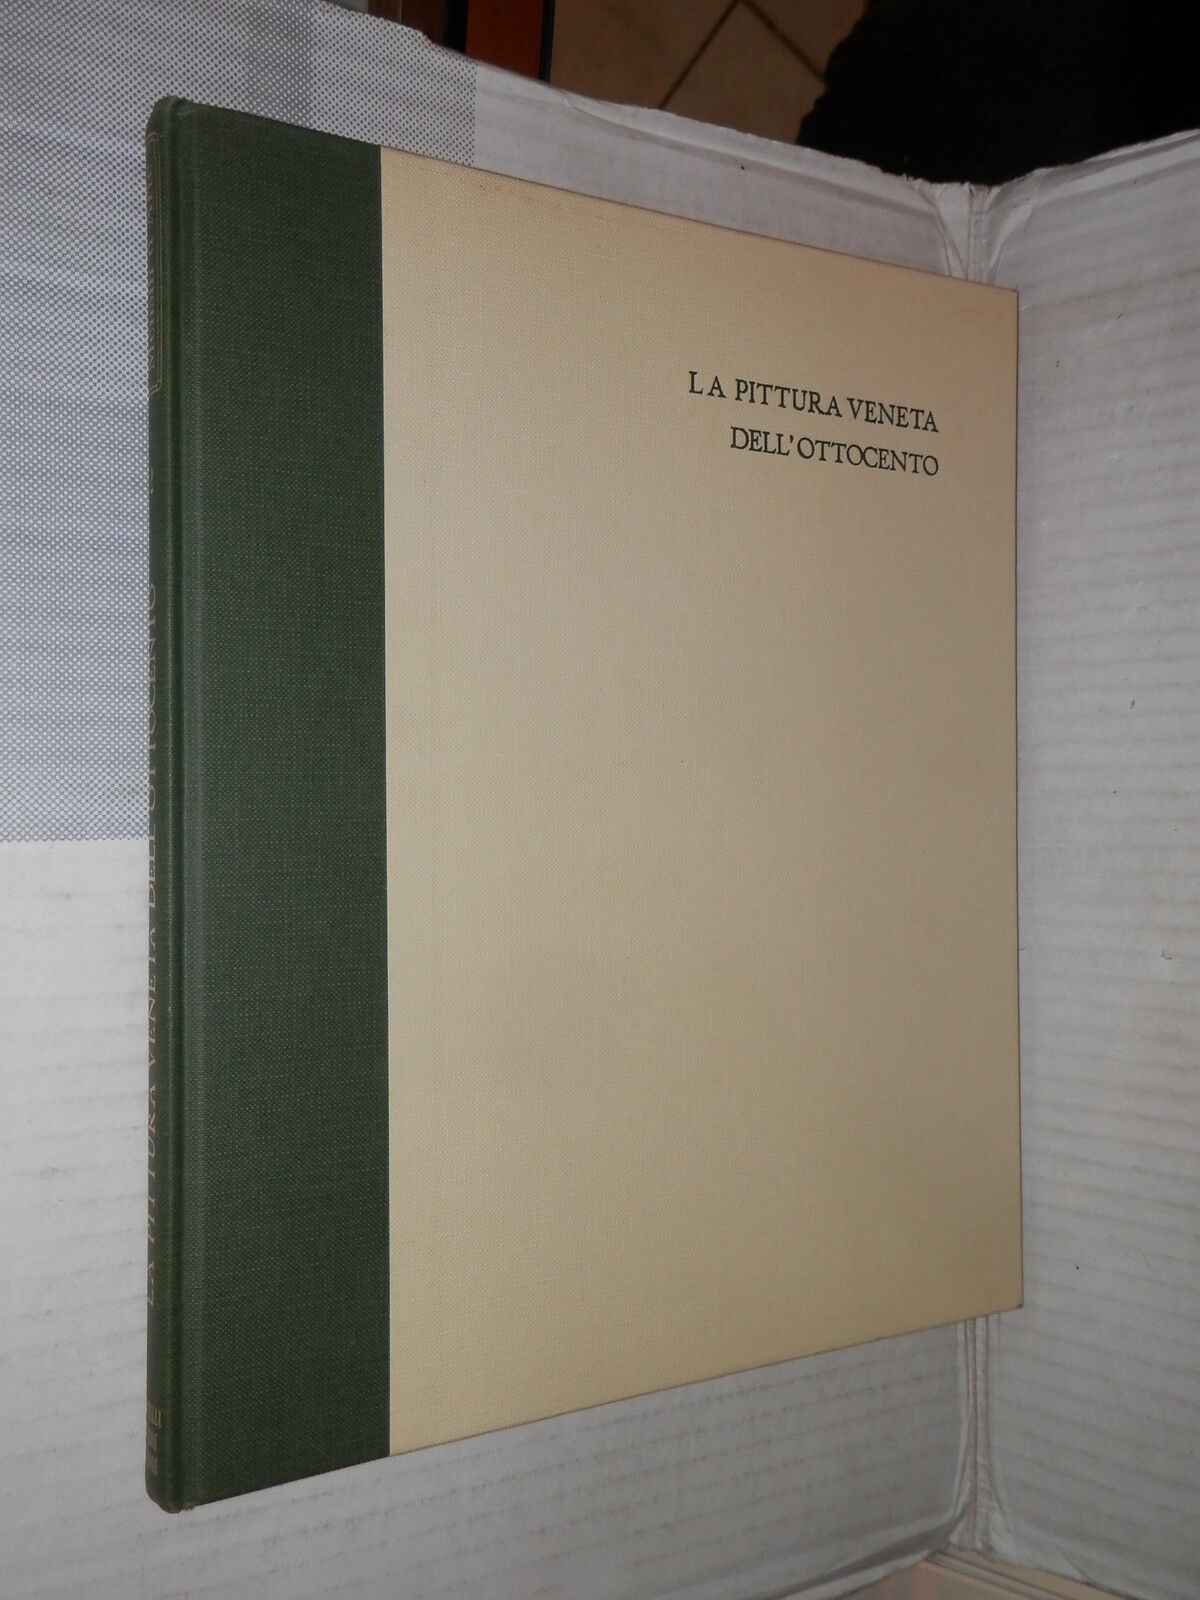 LA PITTURA VENETA
DELL'OTTOCENTO
LA PITTURA VENETA DELL'OTTOCENTO